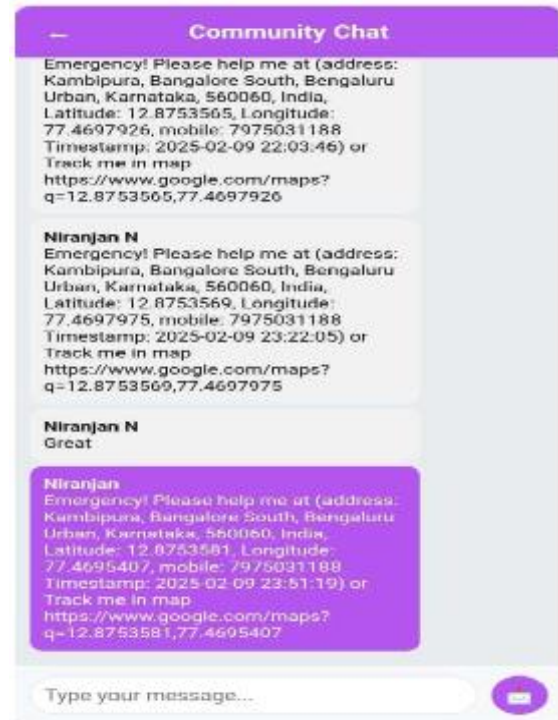 Community Chat
Emergency! Please help me at (address:
Kambipura, Bangalore South, Bengaluru
Urban, Karnataka, 560060, India,
Latitude: 12.8753565, Longitude:
77.4697926, mobile: 7975031188
Timestamp: 2025-02-09 22:03:46) or
Track me in map
https://www.google.com/maps?
q=12.8753565,77.4697926
Niranjan N
Emergency! Please help me at (address:
Kambipura, Bangalore South, Bengaluru
Urban, Karnataka, 560060, India,
Latitude: 12.8753569, Longitude:
77.4697975, mobile: 7975031188
Timestamp: 2025-02-09 23:22:05) or
Track me in map
https://www.google.com/maps?
q=12.8753569,77.4697975
Niranjan N
Great
Niranjan
Emergency! Please help me at (address:
Kambipura, Bangalore South, Bengaluru
Urban, Karnataka, 560060, India,
Latitude: 12.8753581, Longitude:
77.4695407, mobile: 7975031188
Timestamp: 2025-02-09 23:51:19) or
Track me in map
https://www.google.com/maps?
q=12.8753581,77.4695407
Type your message...